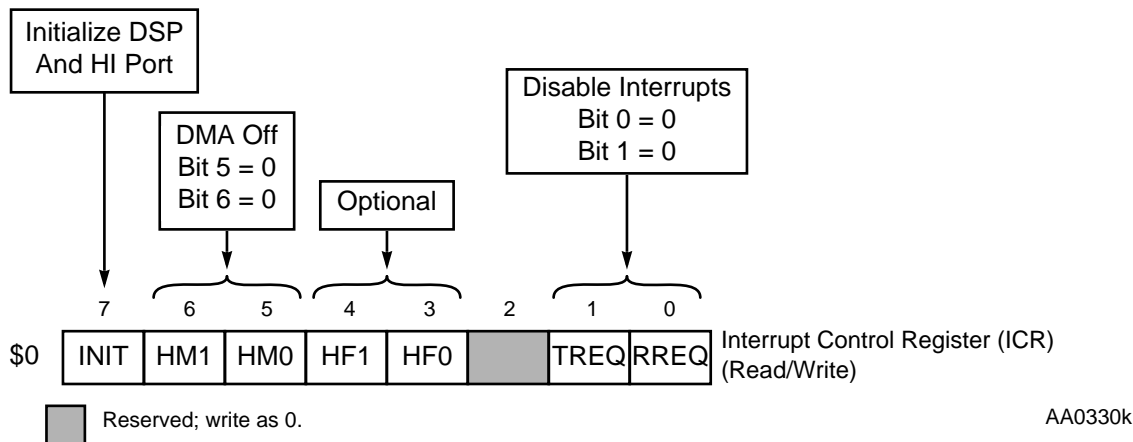 Initialize DSP
And HI Port
Disable Interrupts
Bit 0 = 0
Bit 1 = 0
DMA Off
Bit 5 = 0
Bit 6 = 0
Optional
7 6 5 4 3 2 1 0
$0 INIT HM1 HM0 HF1 HF0 TREQ RREQ
Interrupt Control Register (ICR)
(Read/Write)
Reserved; write as 0.
AA0330k